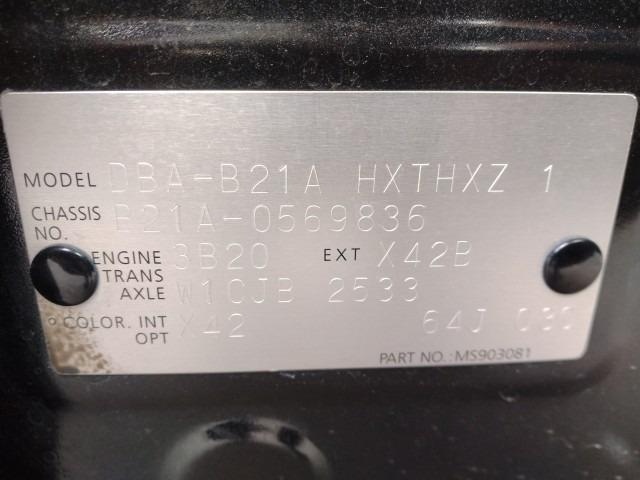 MODEL DBA-B21A HXTHXZ 1
CHASSIS NO. B21A-0569836
ENGINE 3B20 EXT X42B
TRANS AXLE W1CJB 2533
COLOR. INT OPT X42 64J 030
PART NO.: MS903081